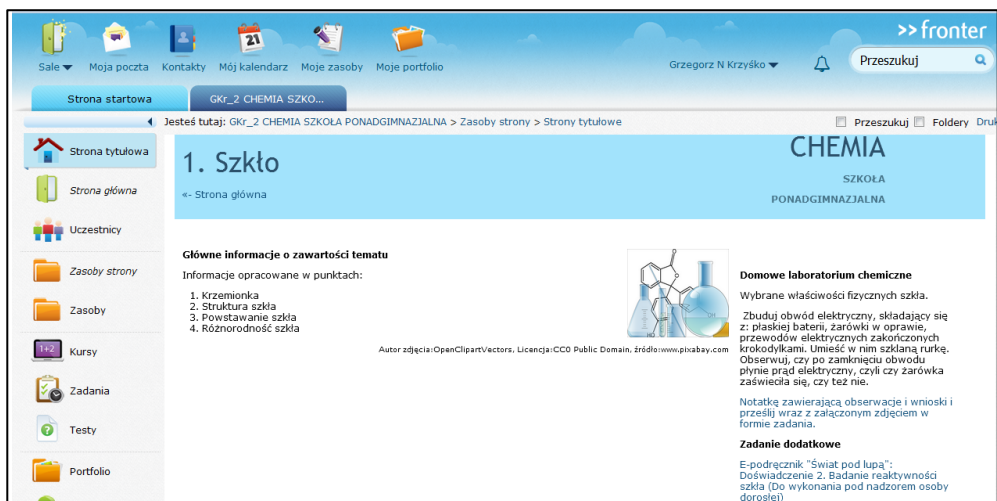 >> fronter
Sale Moja poczta Kontakty Mój kalendarz Moje zasoby Moje portfolio
21
Grzegorz N Krzyśko
Przeszukuj
Strona startowa
GKr_2 CHEMIA SZKO...
Jesteś tutaj: GKr_2 CHEMIA SZKOŁA PONADGIMNAZJALNA > Zasoby strony > Strony tytułowe
Przeszukuj Foldery Druk
Strona tytułowa
Strona główna
Uczestnicy
Zasoby strony
Zasoby
1+2
Kursy
Zadania
Testy
Portfolio
1. Szkło
«- Strona główna
CHEMIA
SZKOŁA
PONADGIMNAZJALNA
Główne informacje o zawartości tematu
Informacje opracowane w punktach:
1. Krzemionka
2. Struktura szkła
3. Powstawanie szkła
4. Różnorodność szkła
O
O
HO
OH
Autor zdjęcia:OpenClipartVectors, Licencja:CC0 Public Domain, źródło:www.pixabay.com
Domowe laboratorium chemiczne
Wybrane właściwości fizycznych szkła.
Zbuduj obwód elektryczny, składający się
z: płaskiej baterii, żarówki w oprawie,
przewodów elektrycznych zakończonych
krokodylkami. Umieść w nim szklaną rurkę.
Obserwuj, czy po zamknięciu obwodu
płynie prąd elektryczny, czyli czy żarówka
zaświeciła się, czy też nie.
Notatkę zawierającą obserwacje i wnioski i
prześlij wraz z załączonym zdjęciem w
formie zadania.
Zadanie dodatkowe
E-podręcznik "Świat pod lupą":
Doświadczenie 2. Badanie reaktywności
szkła (Do wykonania pod nadzorem osoby
dorosłej)